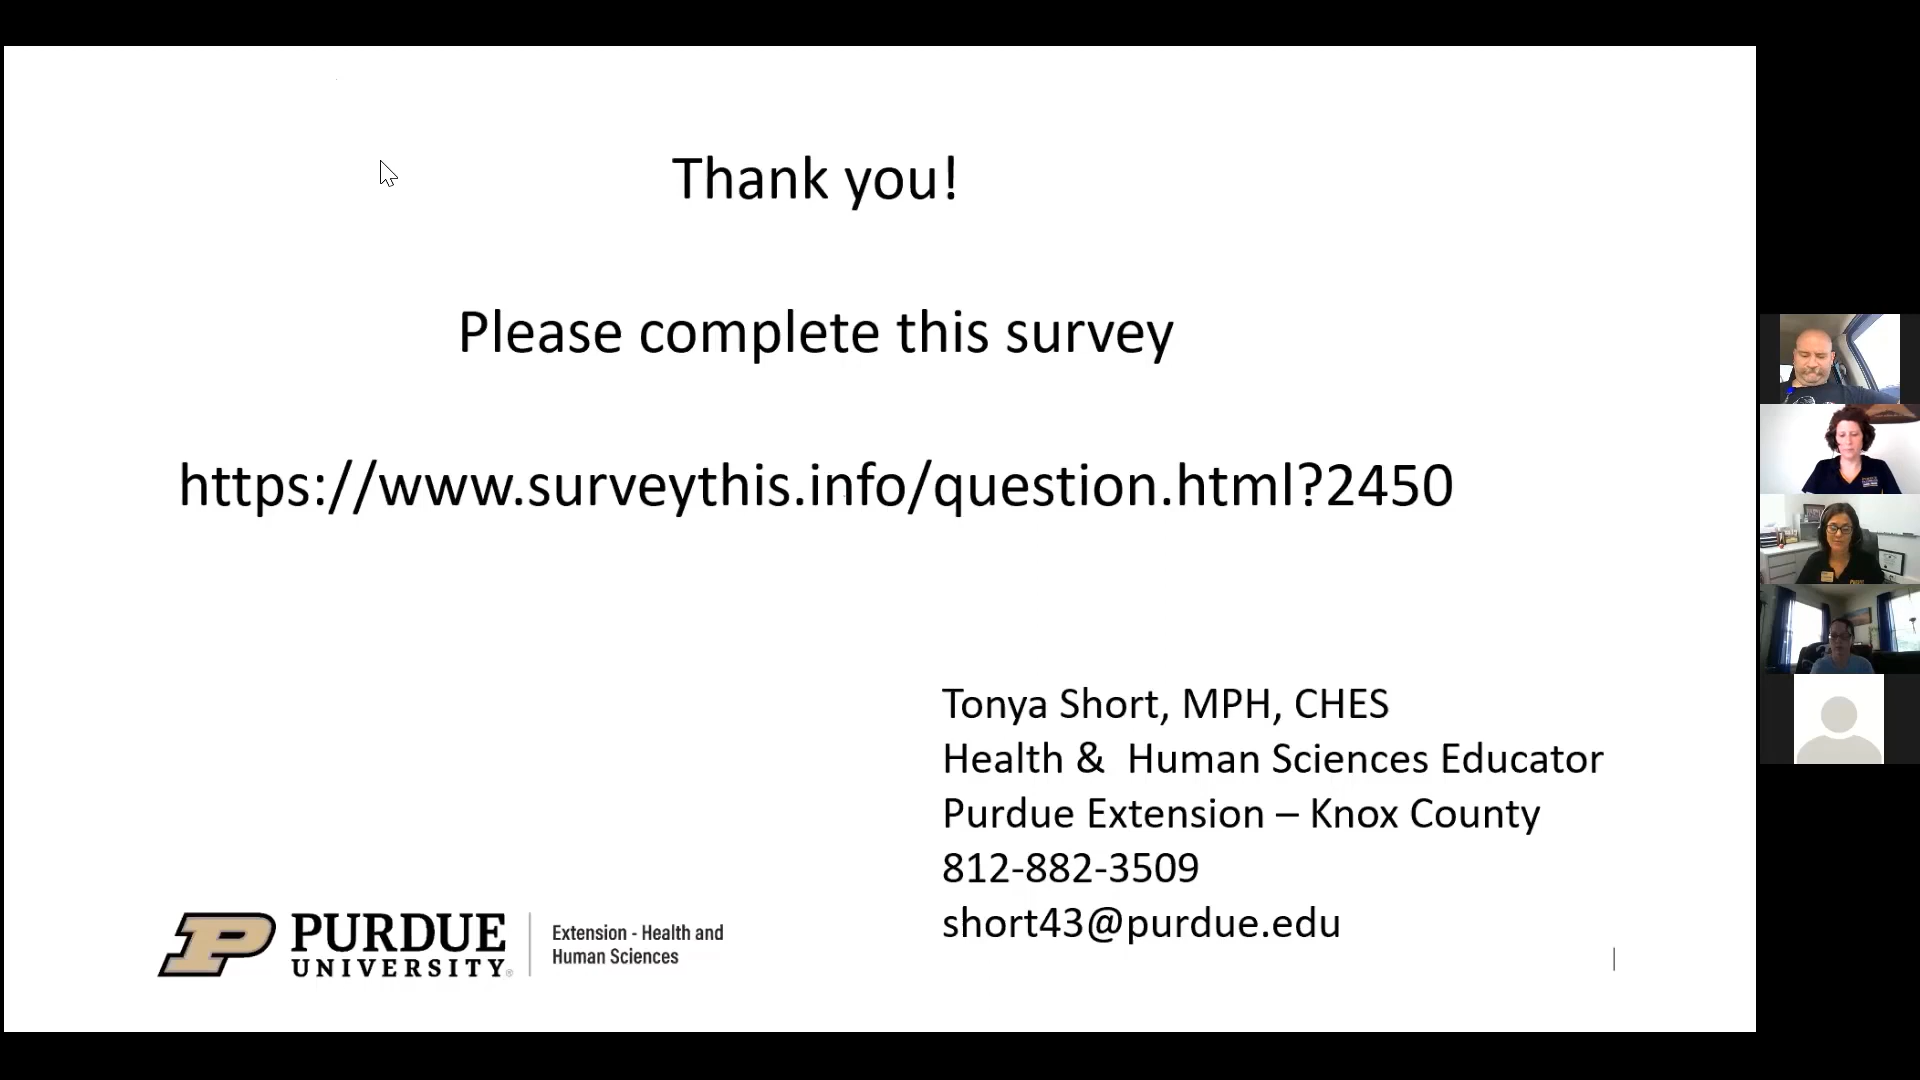 Thank you!
Please complete this survey
https://www.surveythis.info/question.html?2450
Tonya Short, MPH, CHES
Health &  Human Sciences Educator
Purdue Extension – Knox County
812-882-3509
short43@purdue.edu
PURDUE
UNIVERSITY®
Extension - Health and
Human Sciences